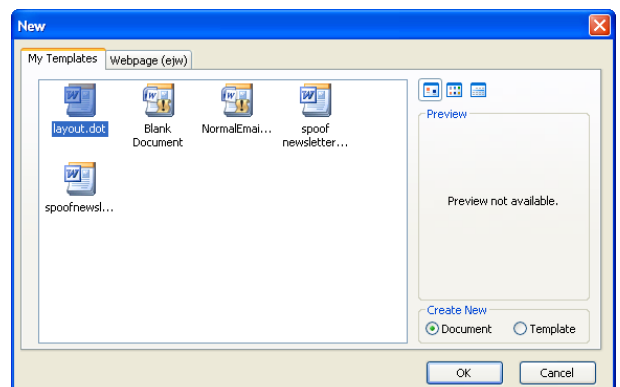 New
My Templates Webpage (ejw)
layout.dot Blank Document NormalEmai... spoof newsletter...
spoofnewsl...
Preview
Preview not available.
Create New
Document Template
OK Cancel